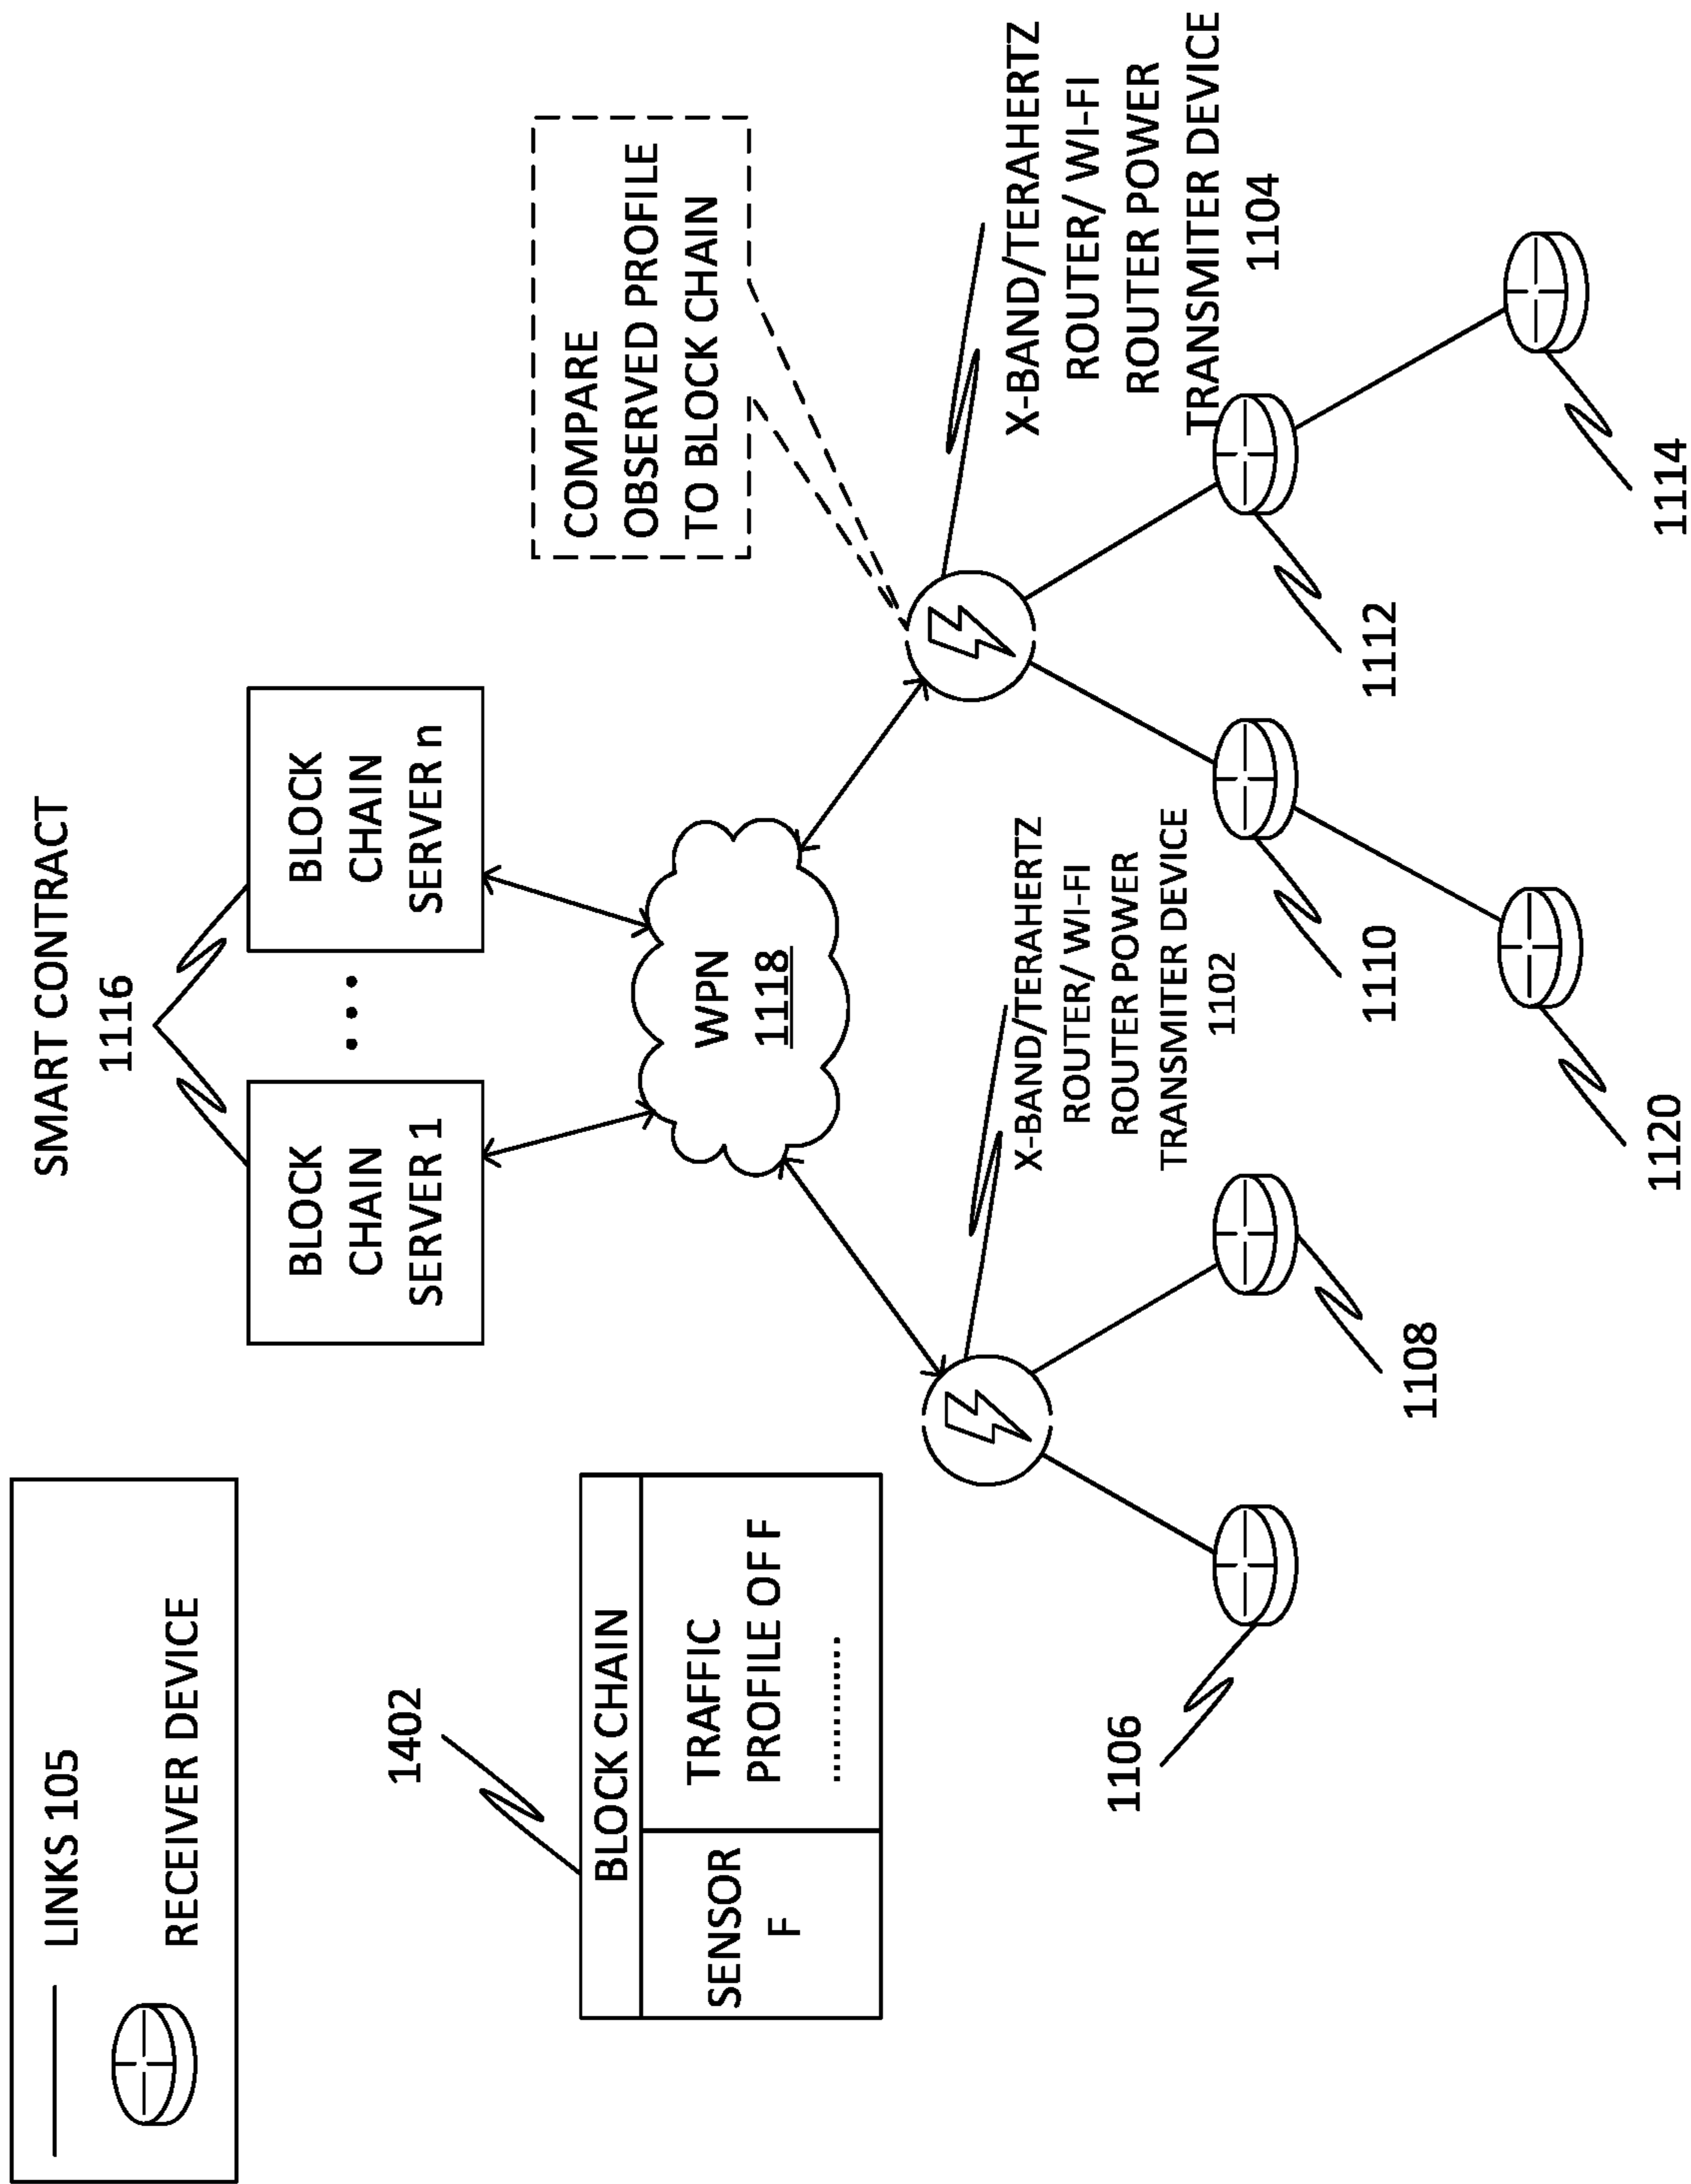 LINKS 105
RECEIVER DEVICE
SMART CONTRACT
1116
BLOCK
CHAIN
SERVER 1
BLOCK
CHAIN
SERVER n
1402
BLOCK CHAIN
SENSOR
F
TRAFFIC
PROFILE OF F
............
WPN
1118
COMPARE
OBSERVED PROFILE
TO BLOCK CHAIN
X-BAND/TERAHERTZ
ROUTER/ WI-FI
ROUTER POWER
TRANSMITER DEVICE
1102
X-BAND/TERAHERTZ
ROUTER/ WI-FI
ROUTER POWER
TRANSMITER DEVICE
1104
1106
1108
1110
1112
1120
1114